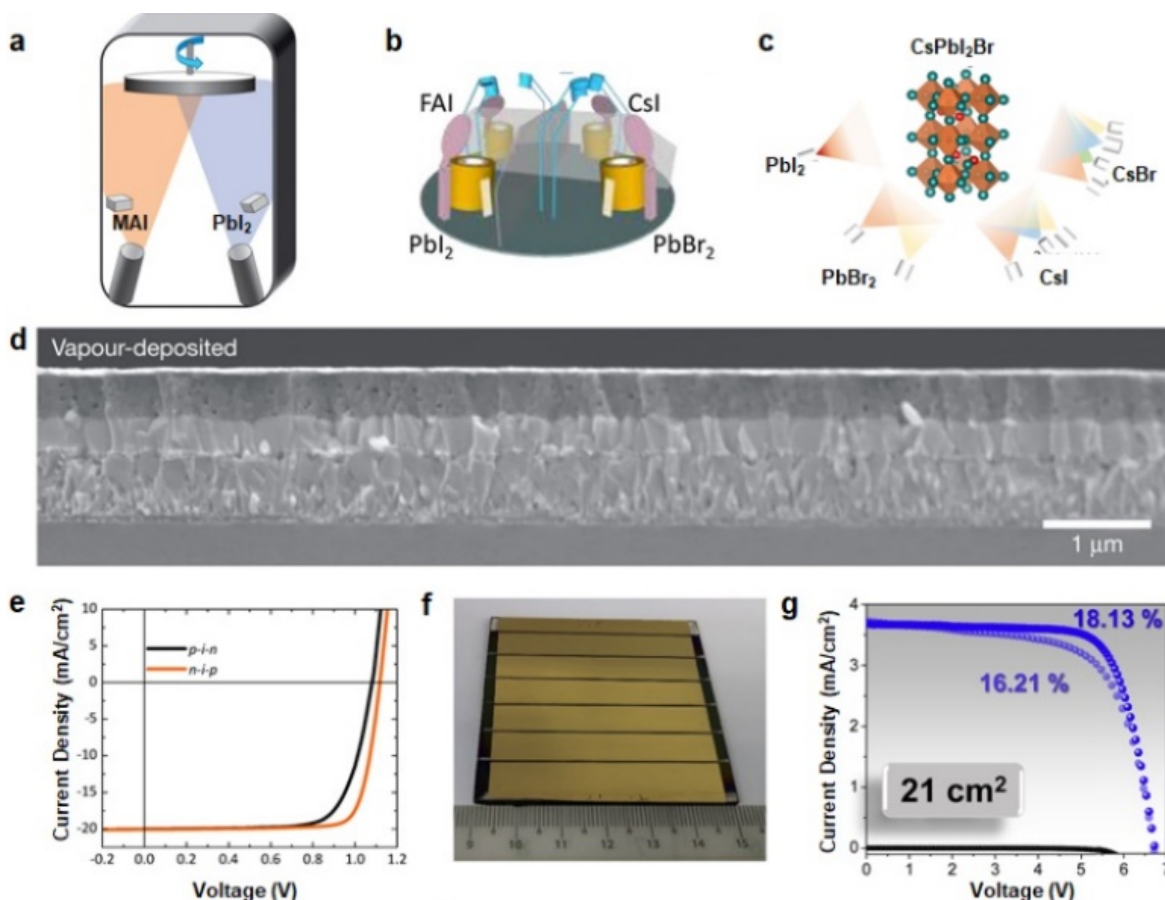 a
MAI PbI₂
b
FAI CsI
PbI₂ PbBr₂
c
CsPbI₂Br
PbI₂ CsBr
PbBr₂ CsI
d
Vapour-deposited
1 μm
e
Current Density (mA/cm²)
10
5
0
-5
-10
-15
-20
p-i-n
n-i-p
-0.2 0.0 0.2 0.4 0.6 0.8 1.0 1.2
Voltage (V)
f
9 10 11 12 13 14 15
g
Current Density (mA/cm²)
4
3
2
1
0
18.13 %
16.21 %
21 cm²
0 1 2 3 4 5 6 7
Voltage (V)